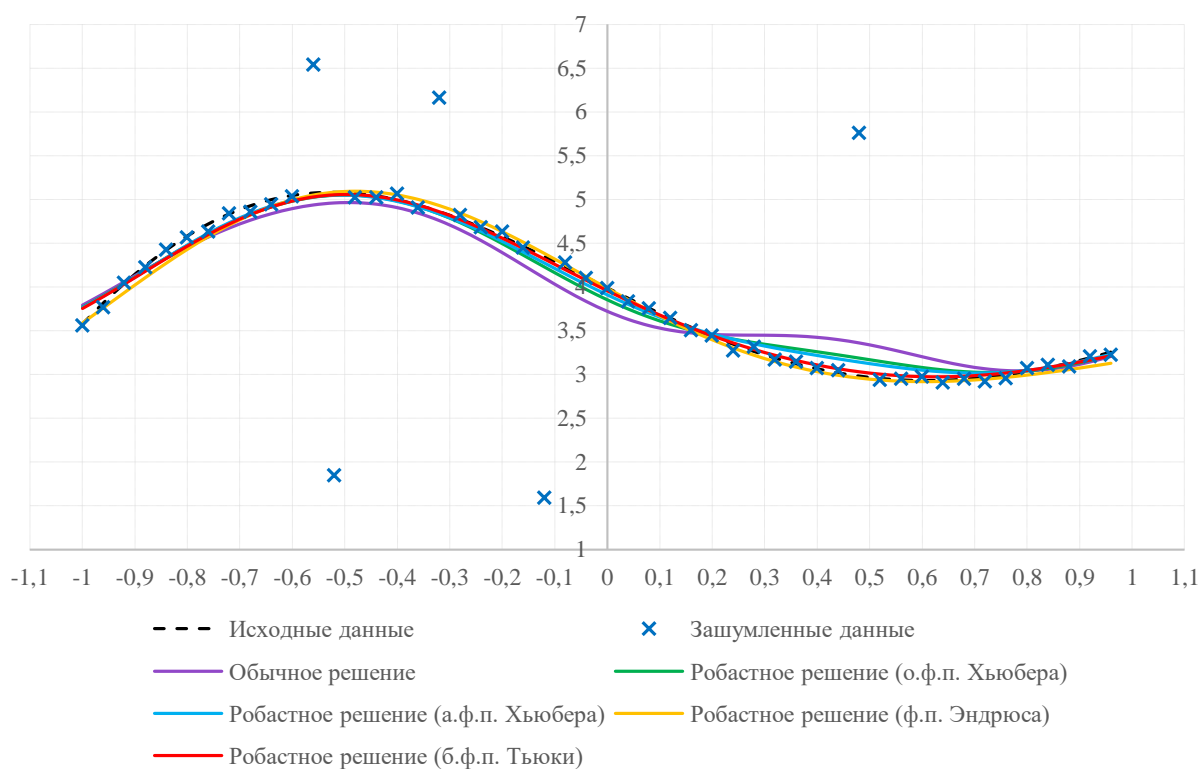 7
6,5
6
5,5
5
4,5
4
3,5
3
2,5
2
1,5
1
-1,1 -1 -0,9 -0,8 -0,7 -0,6 -0,5 -0,4 -0,3 -0,2 -0,1 0 0,1 0,2 0,3 0,4 0,5 0,6 0,7 0,8 0,9 1 1,1
Исходные данные Зашумленные данные
Обычное решение Робастное решение (о.ф.п. Хьюбера)
Робастное решение (а.ф.п. Хьюбера) Робастное решение (ф.п. Эндрюса)
Робастное решение (б.ф.п. Тьюки)